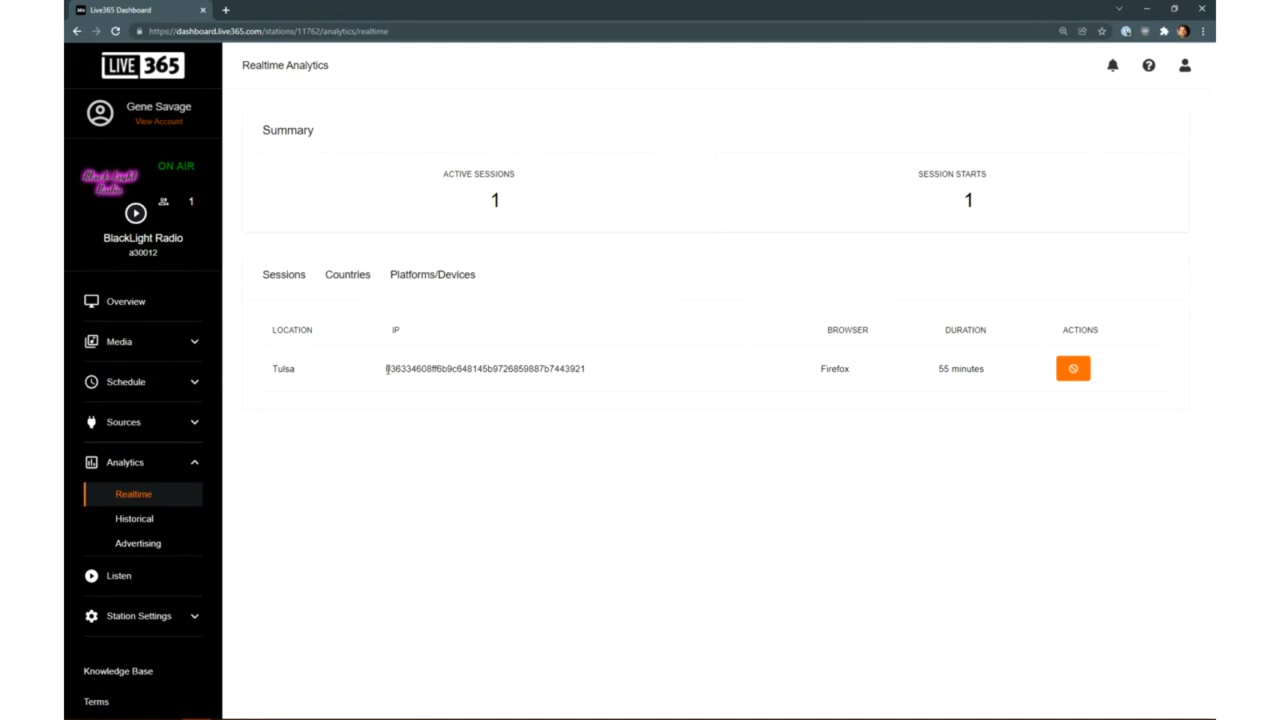 Live365 Dashboard
https://dashboard.live365.com/stations/11762/analytics/realtime
LIVE 365
Realtime Analytics
Gene Savage
View Account
Summary
ON AIR
BlackLight
Radio
1
ACTIVE SESSIONS
SESSION STARTS
1
1
BlackLight Radio
a30012
Sessions
Countries
Platforms/Devices
Overview
Media
Schedule
Sources
Analytics
Realtime
Historical
Advertising
Listen
Station Settings
Knowledge Base
Terms
LOCATION
IP
BROWSER
DURATION
ACTIONS
Tulsa
Firefox
55 minutes